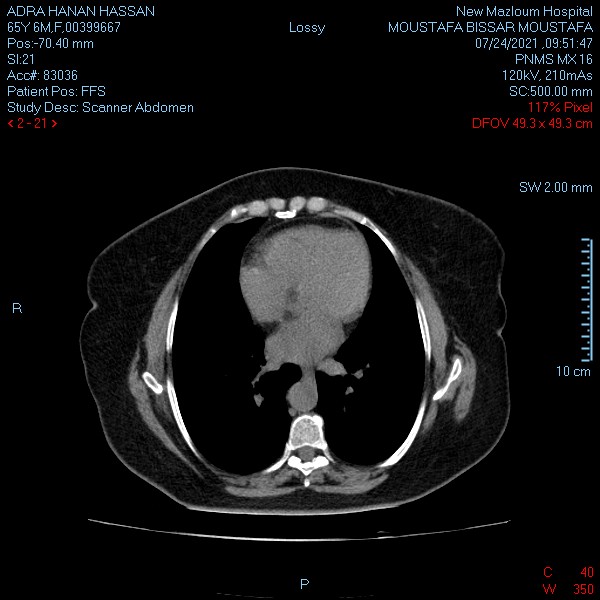 ADRA HANAN HASSAN
65Y 6M,F,00399667
Pos:-70.40 mm
SI:21
Acc#: 83036
Patient Pos: FFS
Study Desc: Scanner Abdomen
< 2 - 21 >
Lossy
New Mazloum Hospital
MOUSTAFA BISSAR MOUSTAFA
07/24/2021 ,09:51:47
PNMS MX 16
120kV, 210mAs
SC:500.00 mm
117% Pixel
DFOV 49.3 x 49.3 cm
SW 2.00 mm
R
10 cm
P
C 40
W 350